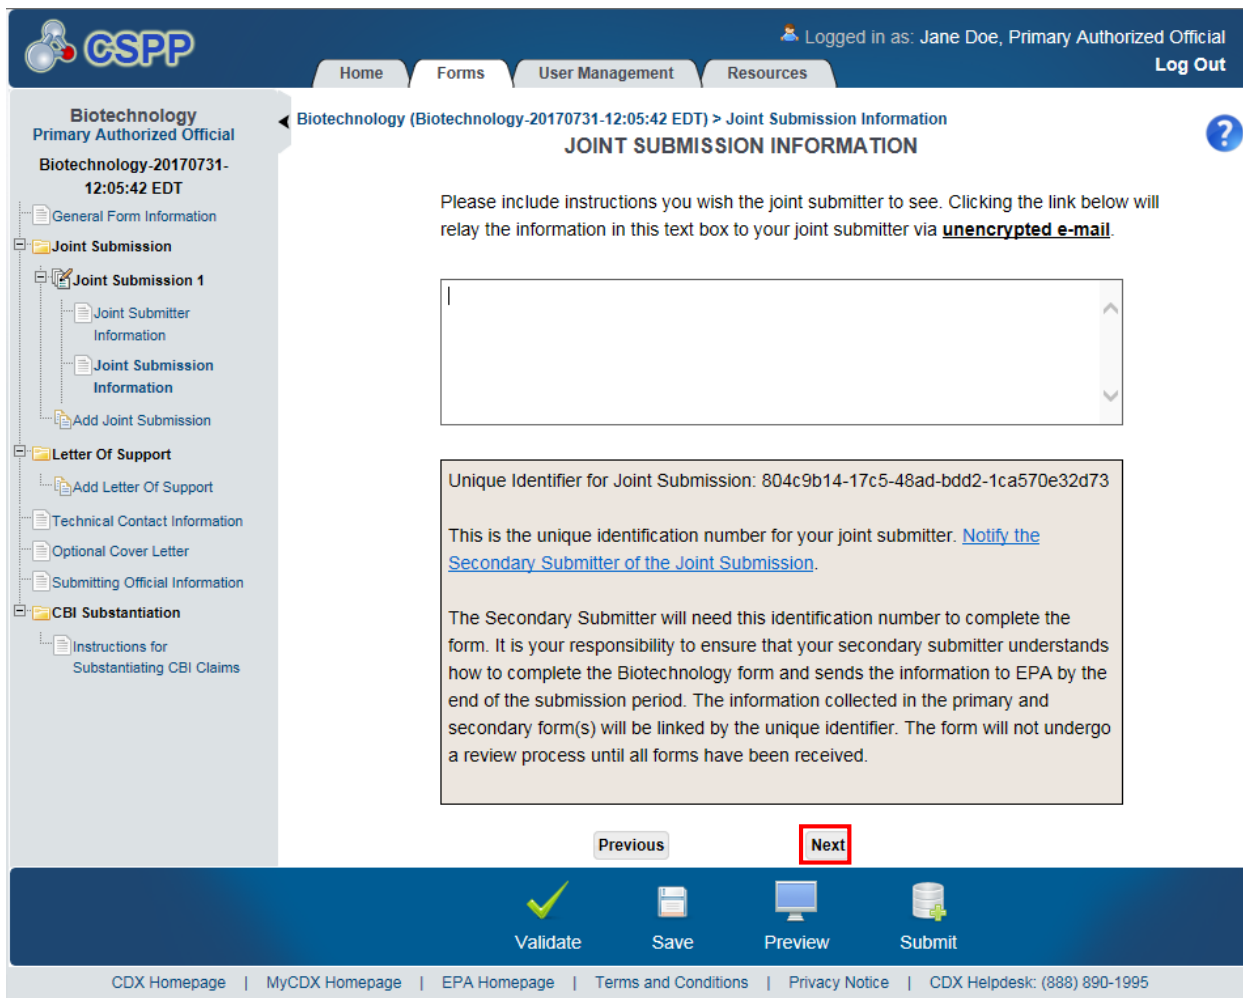 CSPP
Logged in as: Jane Doe, Primary Authorized Official
Log Out
Home
Forms
User Management
Resources
Biotechnology
Primary Authorized Official
Biotechnology-20170731-
12:05:42 EDT
General Form Information
Joint Submission
Joint Submission 1
Joint Submitter
Information
Joint Submission
Information
Add Joint Submission
Letter Of Support
Add Letter Of Support
Technical Contact Information
Optional Cover Letter
Submitting Official Information
CBI Substantiation
Instructions for
Substantiating CBI Claims
Biotechnology (Biotechnology-20170731-12:05:42 EDT) > Joint Submission Information
?
JOINT SUBMISSION INFORMATION
Please include instructions you wish the joint submitter to see. Clicking the link below will
relay the information in this text box to your joint submitter via unencrypted e-mail.
Unique Identifier for Joint Submission: 804c9b14-17c5-48ad-bdd2-1ca570e32d73
This is the unique identification number for your joint submitter. Notify the
Secondary Submitter of the Joint Submission.
The Secondary Submitter will need this identification number to complete the
form. It is your responsibility to ensure that your secondary submitter understands
how to complete the Biotechnology form and sends the information to EPA by the
end of the submission period. The information collected in the primary and
secondary form(s) will be linked by the unique identifier. The form will not undergo
a review process until all forms have been received.
Previous
Next
Validate
Save
Preview
Submit
CDX Homepage | MyCDX Homepage | EPA Homepage | Terms and Conditions | Privacy Notice | CDX Helpdesk: (888) 890-1995